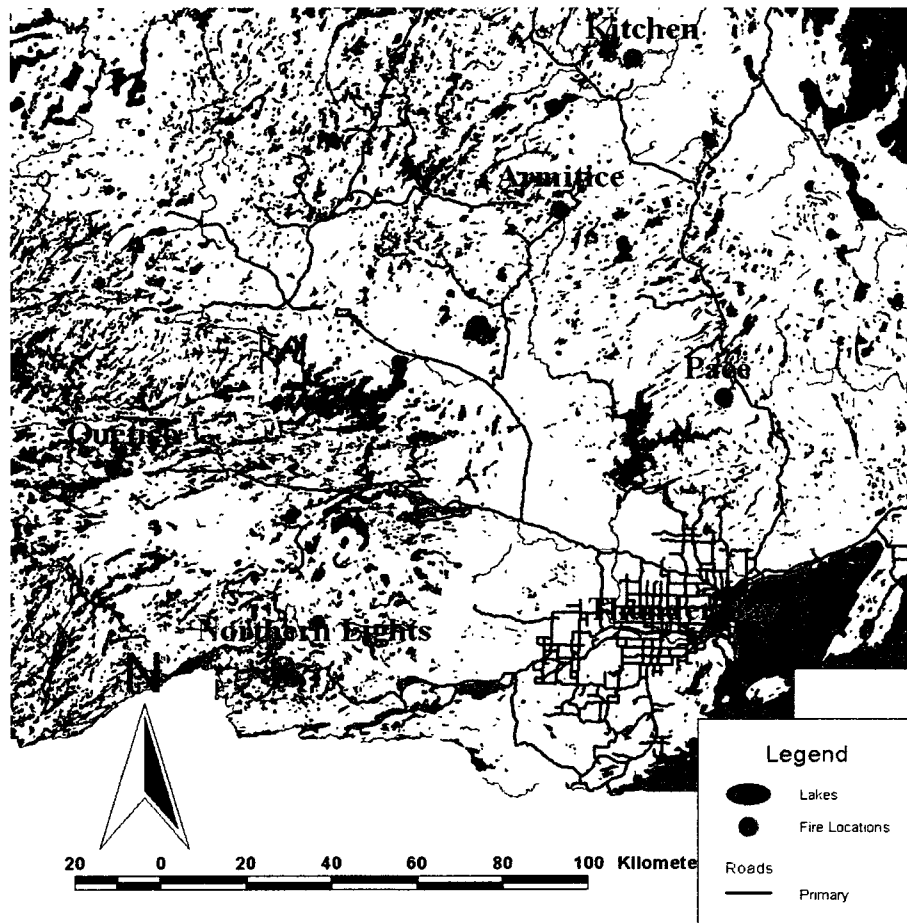 Kitchen
Armitice
Pace
Northern Lights
N
Legend
Lakes
Fire Locations
Roads
Primary
20 0 20 40 60 80 100 Kilomete